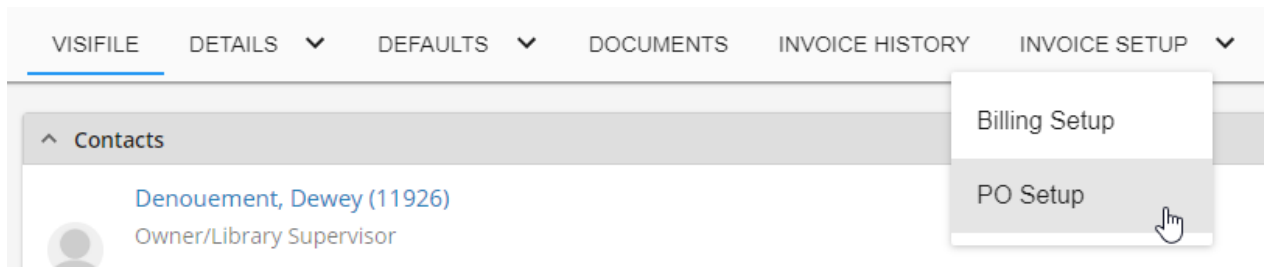 VISIFILE DETAILS DEFAULTS DOCUMENTS INVOICE HISTORY INVOICE SETUP
Billing Setup
PO Setup
Contacts
Denouement, Dewey (11926)
Owner/Library Supervisor